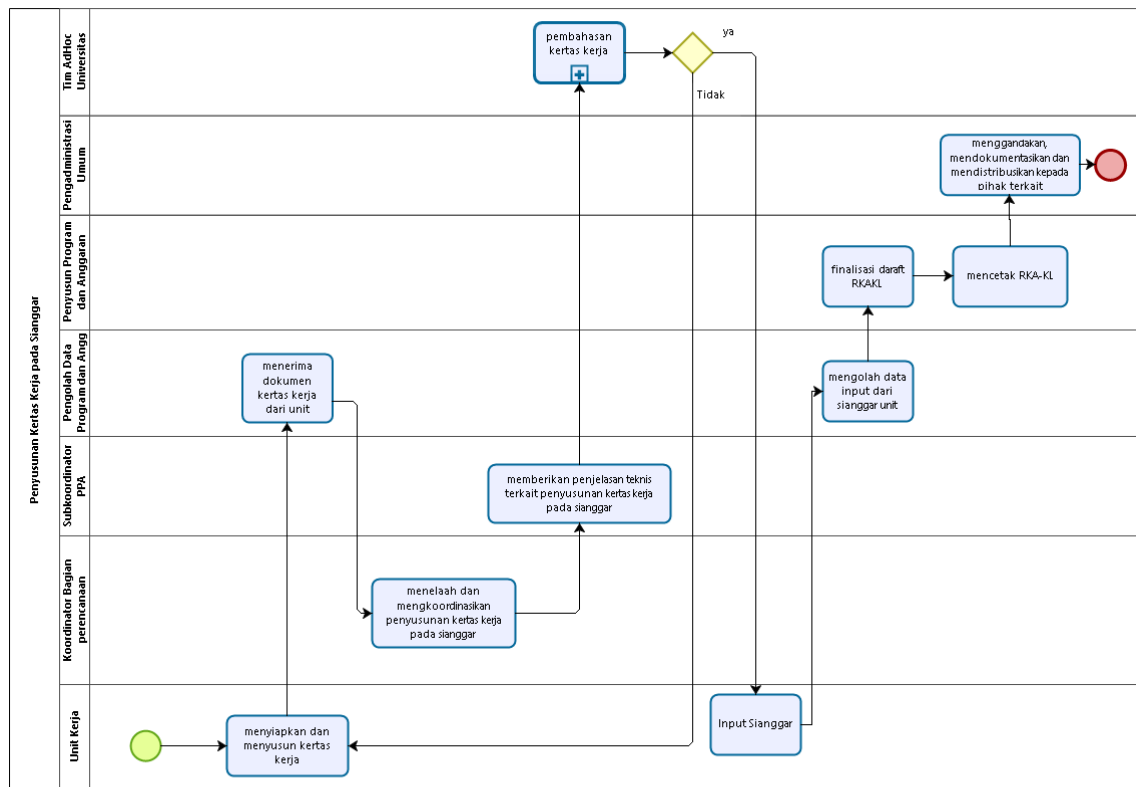 Penyusunan Kertas Kerja pada Sianggar
Tim AdHoc
Universitas
pembahasan
kertas kerja
ya
Tidak
Pengadministrasi
Umum
menggandakan,
mendokumentasikan dan
mendistribusikan kepada
pihak terkait
Penyusun Program
dan Anggaran
finalisasi daraft
RKAKL
mencetak RKA-KL
Pengolah Data
Program dan Angg
menerima
dokumen
kertas kerja
dari unit
mengolah data
input dari
sianggar unit
Subkoordinator
PPA
memberikan penjelasan teknis
terkait penyusunan kertas kerja
pada sianggar
Koordinator Bagian
perencanaan
menelaah dan
mengkoordinasikan
penyusunan kertas kerja
pada sianggar
Unit Kerja
menyiapkan dan
menyusun kertas
kerja
Input Sianggar